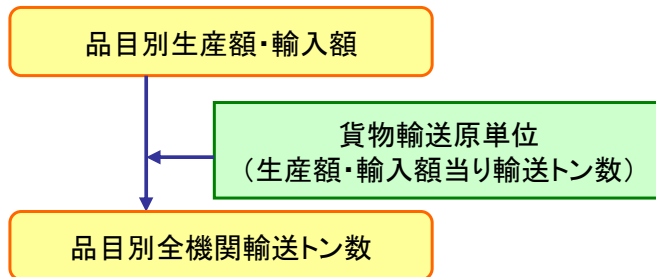 品目別生産額・輸入額
貨物輸送原単位
（生産額・輸入額当り輸送トン数）
品目別全機関輸送トン数